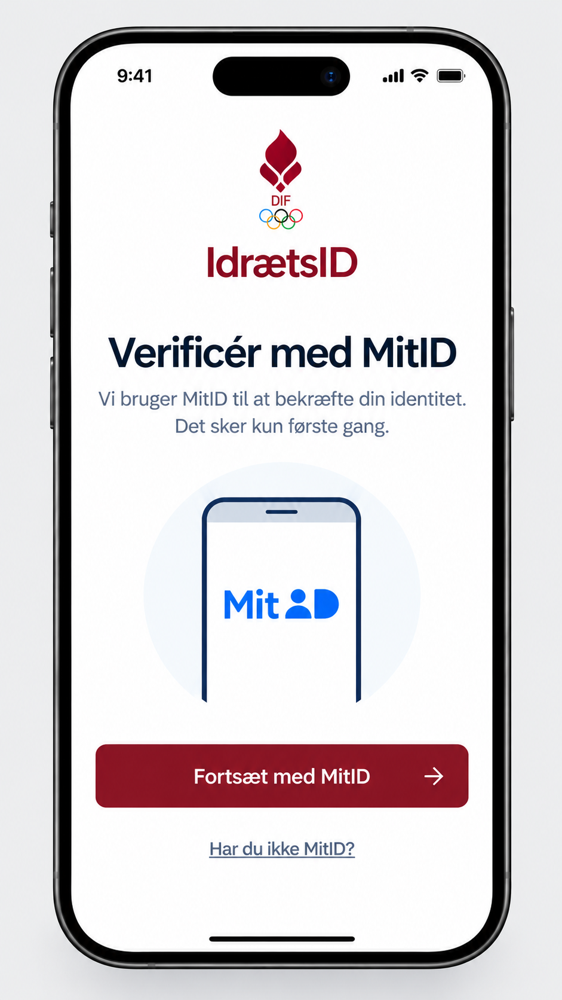 9:41
DIF
IdrætsID
Verificér med MitID
Vi bruger MitID til at bekræfte din identitet.
Det sker kun første gang.
Mit D
Fortsæt med MitID
Har du ikke MitID?